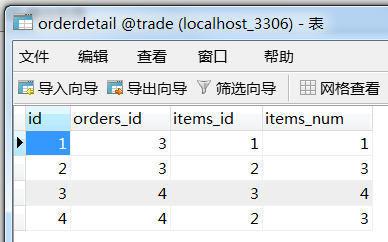 orderdetail @trade (localhost_3306) - 表
文件 编辑 查看 窗口 帮助
导入向导 导出向导 筛选向导 网格查看
id orders_id items_id items_num
1 3 1 1
2 3 2 3
3 4 3 4
4 4 2 3